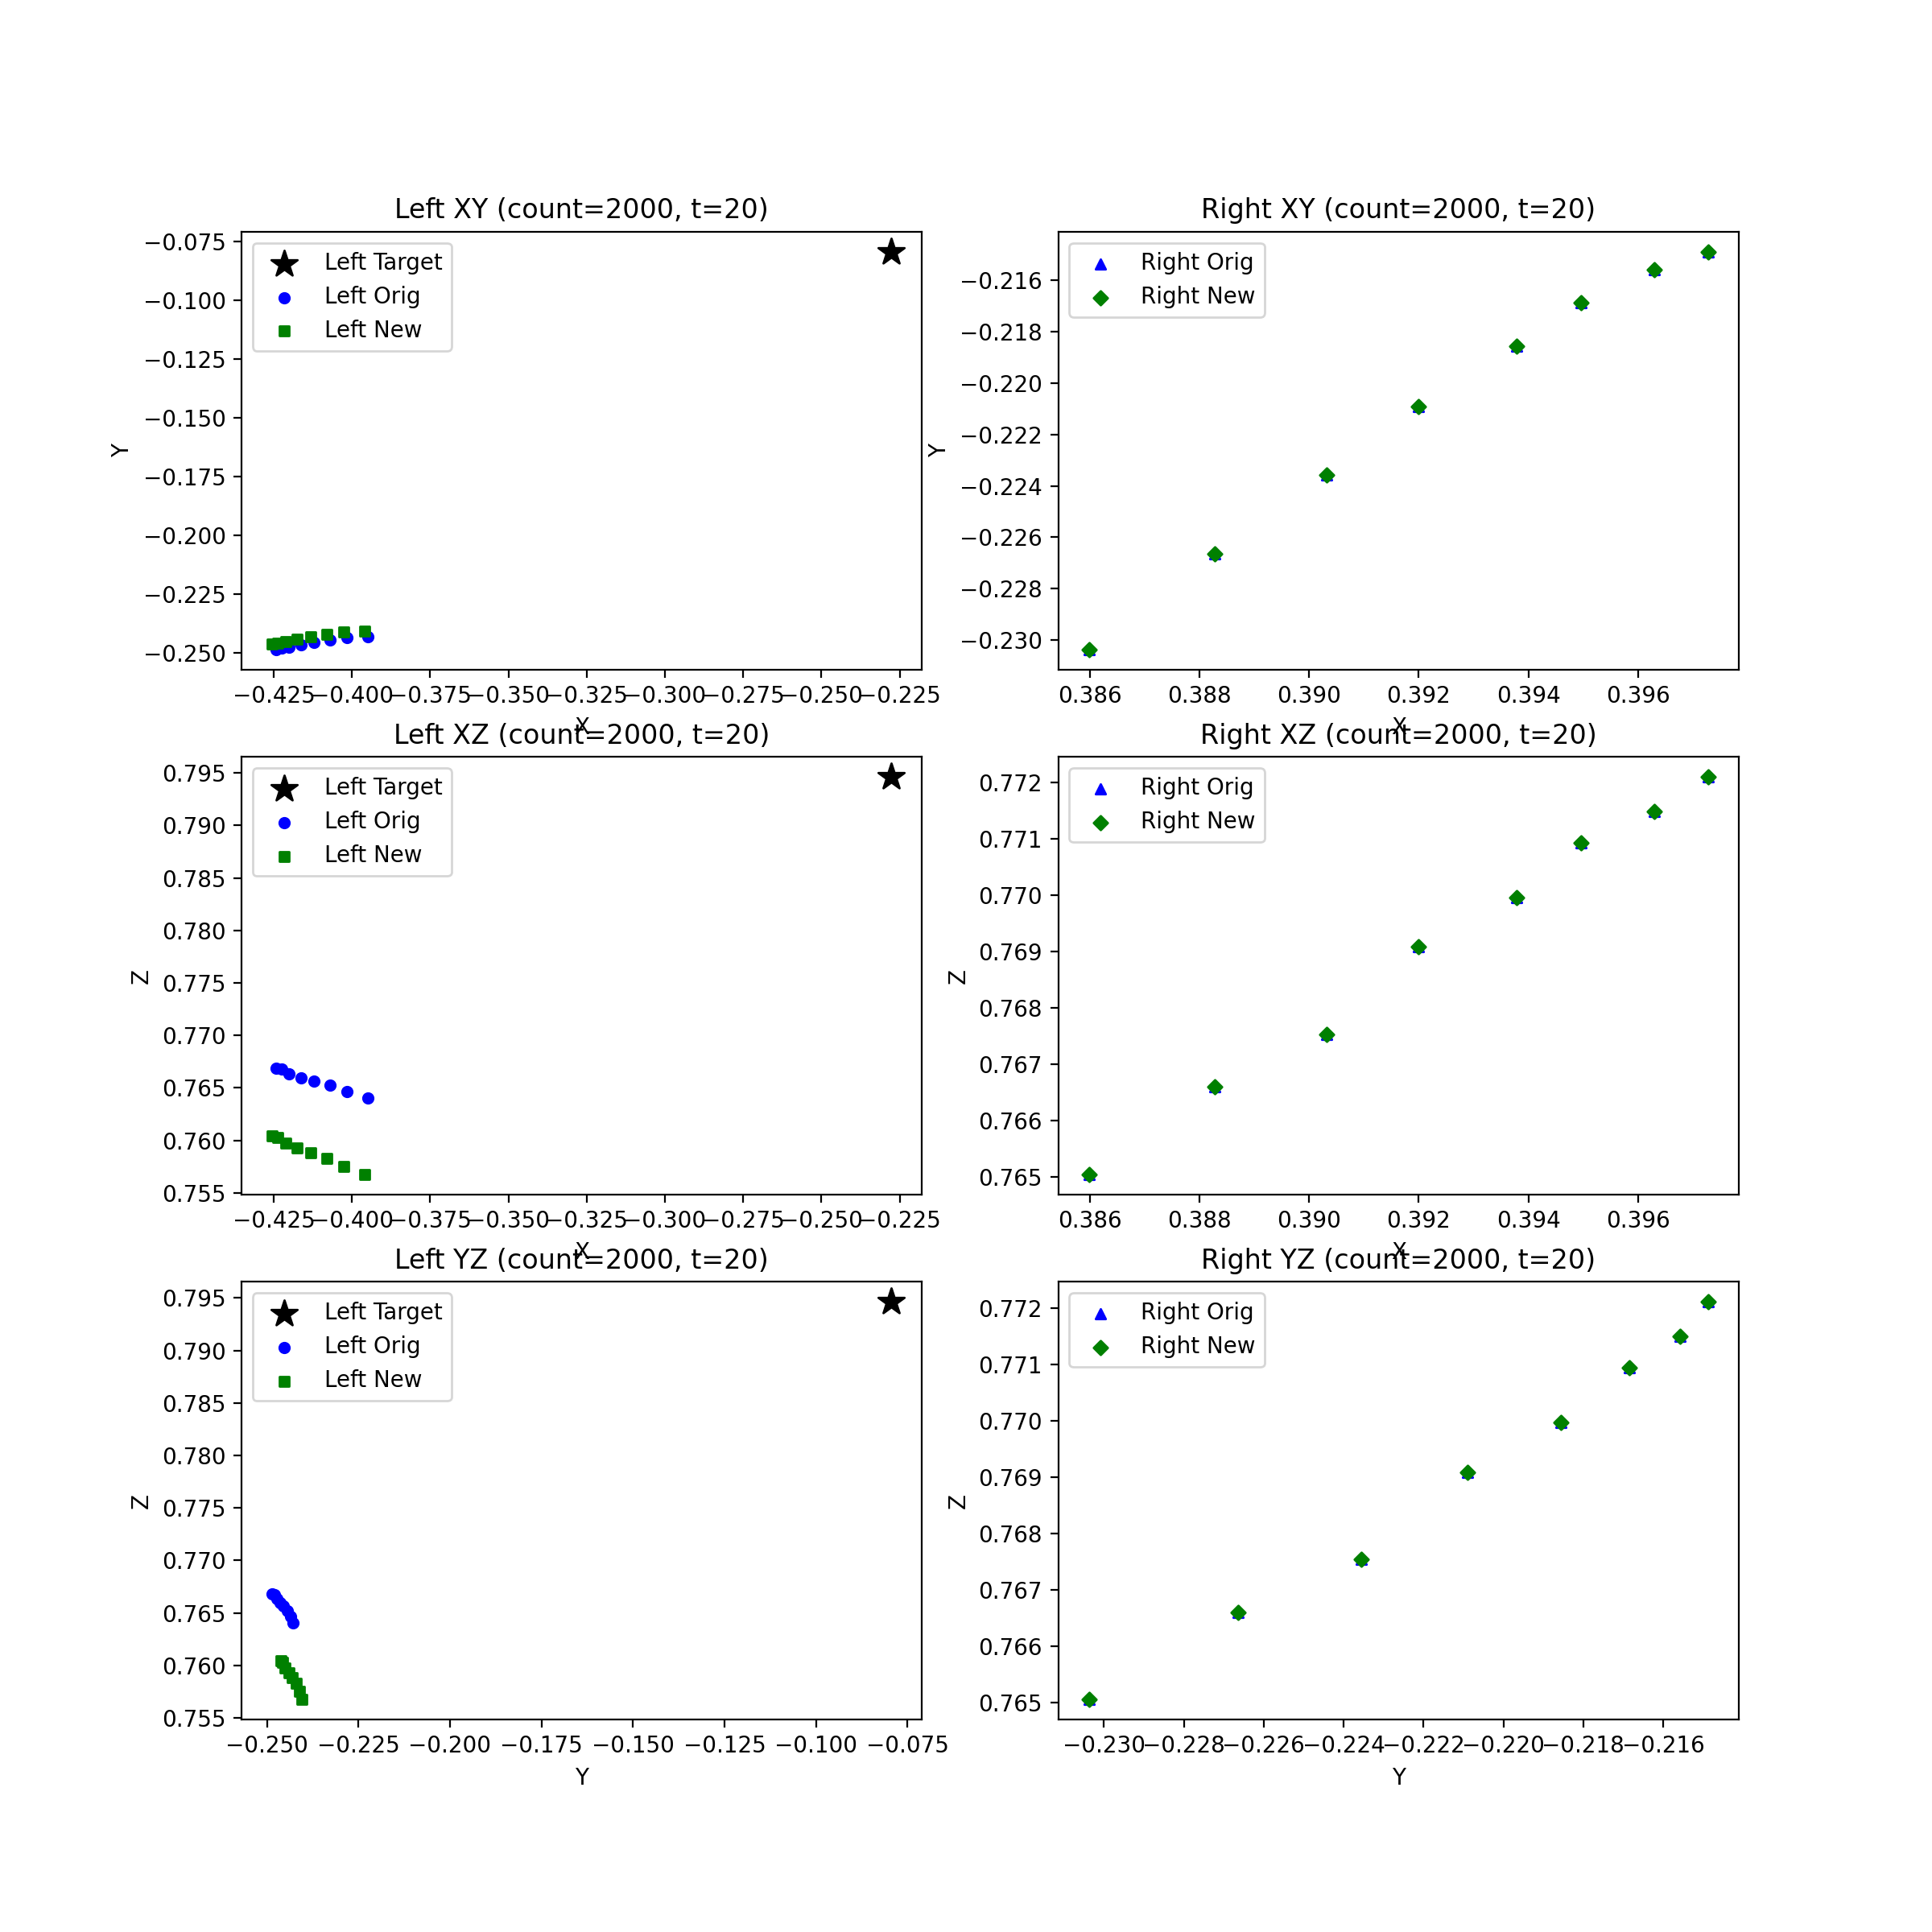 Left XY (count=2000, t=20)
−0.075
−0.100
−0.125
−0.150
−0.175
−0.200
−0.225
−0.250
Y
Left Target
Left Orig
Left New
−0.425 −0.400 −0.375 −0.350 −0.325 −0.300 −0.275 −0.250 −0.225
X
Right XY (count=2000, t=20)
−0.216
−0.218
−0.220
−0.222
−0.224
−0.226
−0.228
−0.230
Y
Right Orig
Right New
0.386 0.388 0.390 0.392 0.394 0.396
X
Left XZ (count=2000, t=20)
0.795
0.790
0.785
0.780
0.775
0.770
0.765
0.760
0.755
Z
Left Target
Left Orig
Left New
−0.425 −0.400 −0.375 −0.350 −0.325 −0.300 −0.275 −0.250 −0.225
X
Right XZ (count=2000, t=20)
0.772
0.771
0.770
0.769
0.768
0.767
0.766
0.765
Z
Right Orig
Right New
0.386 0.388 0.390 0.392 0.394 0.396
X
Left YZ (count=2000, t=20)
0.795
0.790
0.785
0.780
0.775
0.770
0.765
0.760
0.755
Z
Left Target
Left Orig
Left New
−0.250 −0.225 −0.200 −0.175 −0.150 −0.125 −0.100 −0.075
Y
Right YZ (count=2000, t=20)
0.772
0.771
0.770
0.769
0.768
0.767
0.766
0.765
Z
Right Orig
Right New
−0.230 −0.228 −0.226 −0.224 −0.222 −0.220 −0.218 −0.216
Y